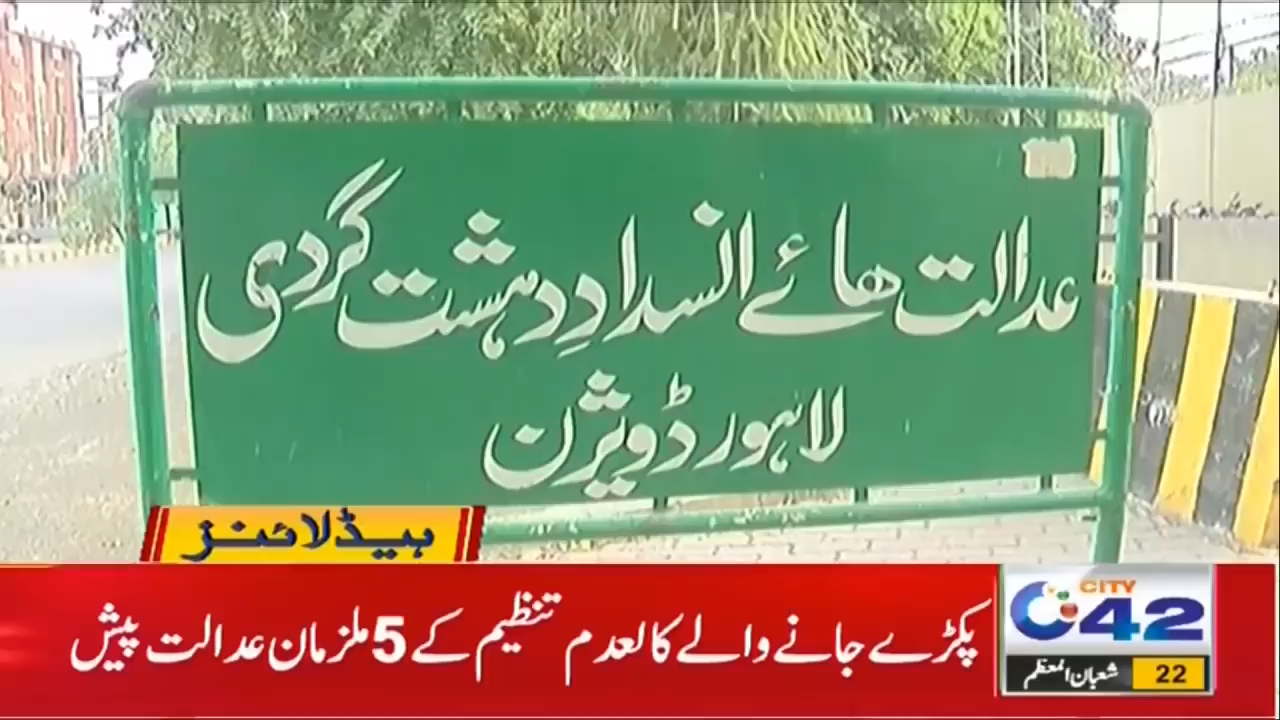 عدالت ھائے انسدادِ دہشت گردی
لاہور ڈویژن
ہیڈلائنز
پکڑے جانے والے کالعدم تنظیم کے 5 ملزمان عدالت پیش
CITY
42
شعبان المعظم 22